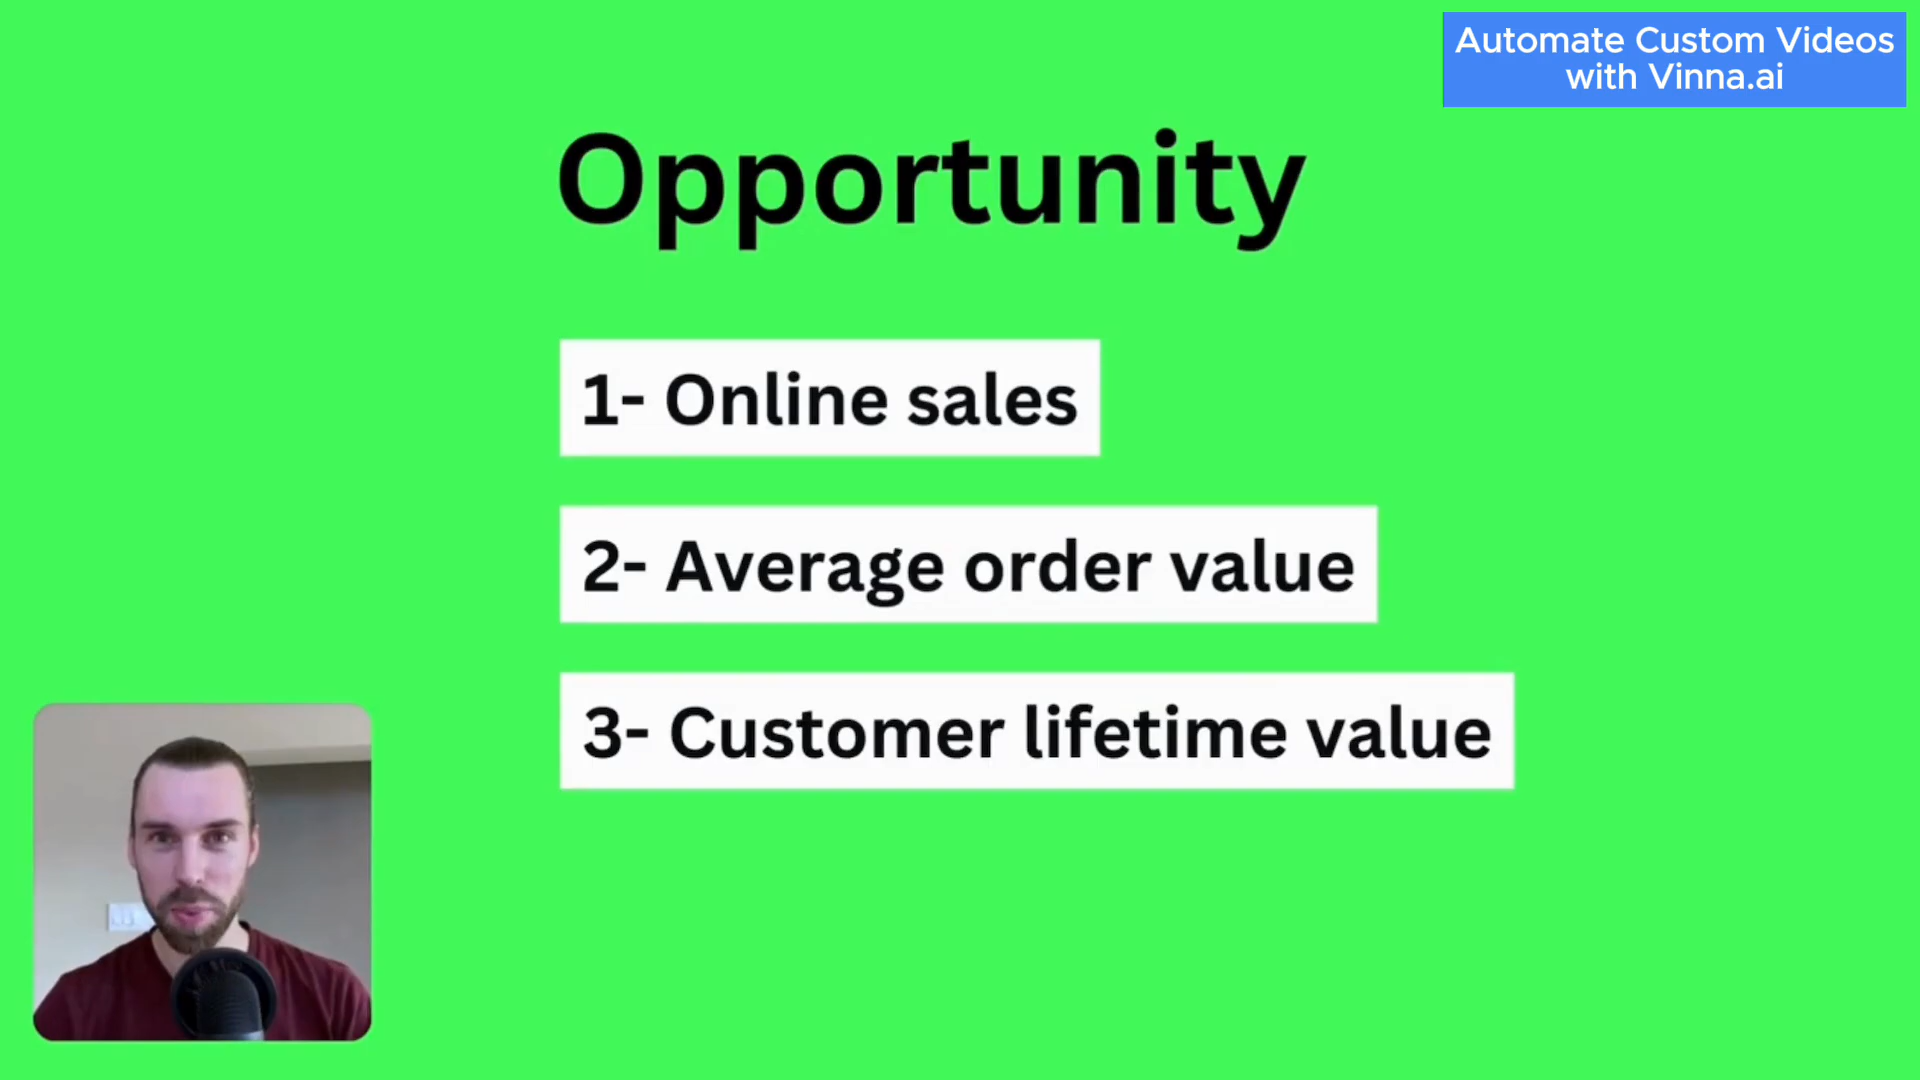 Automate Custom Videos
with Vinna.ai
Opportunity
1- Online sales
2- Average order value
3- Customer lifetime value